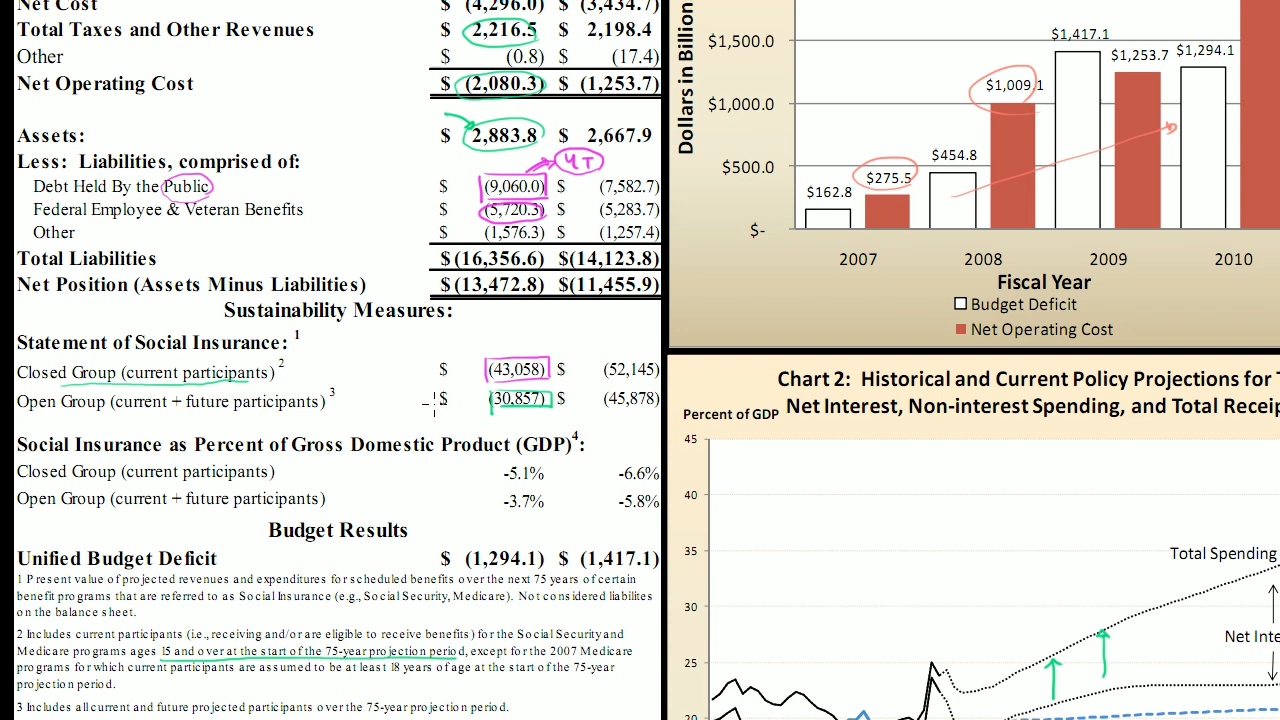 Net Cost $ (4,296.0) $ (3,434.7)
Total Taxes and Other Revenues $ 2,216.5 $ 2,198.4
Other (0.8) $ (17.4)
Net Operating Cost $ (2,080.3) $ (1,253.7)
Assets: $ 2,883.8 $ 2,667.9
Less: Liabilities, comprised of: 4T
Debt Held By the Public $ (9,060.0) $ (7,582.7)
Federal Employee & Veteran Benefits $ (5,720.3) $ (5,283.7)
Other $ (1,576.3) $ (1,257.4)
Total Liabilities $ (16,356.6) $(14,123.8)
Net Position (Assets Minus Liabilities) $ (13,472.8) $(11,455.9)
Sustainability Measures:
Statement of Social Insurance: 1
Closed Group (current participants) 2 $ (43,058) $ (52,145)
Open Group (current + future participants) 3 $ (30,857) $ (45,878)
Social Insurance as Percent of Gross Domestic Product (GDP)4:
Closed Group (current participants) -5.1% -6.6%
Open Group (current + future participants) -3.7% -5.8%
Budget Results
Unified Budget Deficit $ (1,294.1) $ (1,417.1)
1 Present value of projected revenues and expenditures for scheduled benefits over the next 75 years of certain
benefit programs that are referred to as Social Insurance (e.g., Social Security, Medicare). Not considered liabilites
on the balance sheet.
2 Includes current participants (i.e., receiving and/or are eligible to receive benefits) for the Social Security and
Medicare programs ages 15 and over at the start of the 75-year projection period, except for the 2007 Medicare
programs for which current participants are assumed to be at least 18 years of age at the start of the 75-year
projection period.
3 Includes all current and future projected participants over the 75-year projection period.
Dollars in Billion
$1,500.0
$1,000.0
$500.0
$-
$162.8
$275.5
$454.8
$1,009.1
$1,417.1
$1,253.7
$1,294.1
2007 2008 2009 2010
Fiscal Year
Budget Deficit
Net Operating Cost
Chart 2: Historical and Current Policy Projections for T
Net Interest, Non-interest Spending, and Total Receip
Percent of GDP
45
40
35
30
25
20
Total Spending
Net Inte